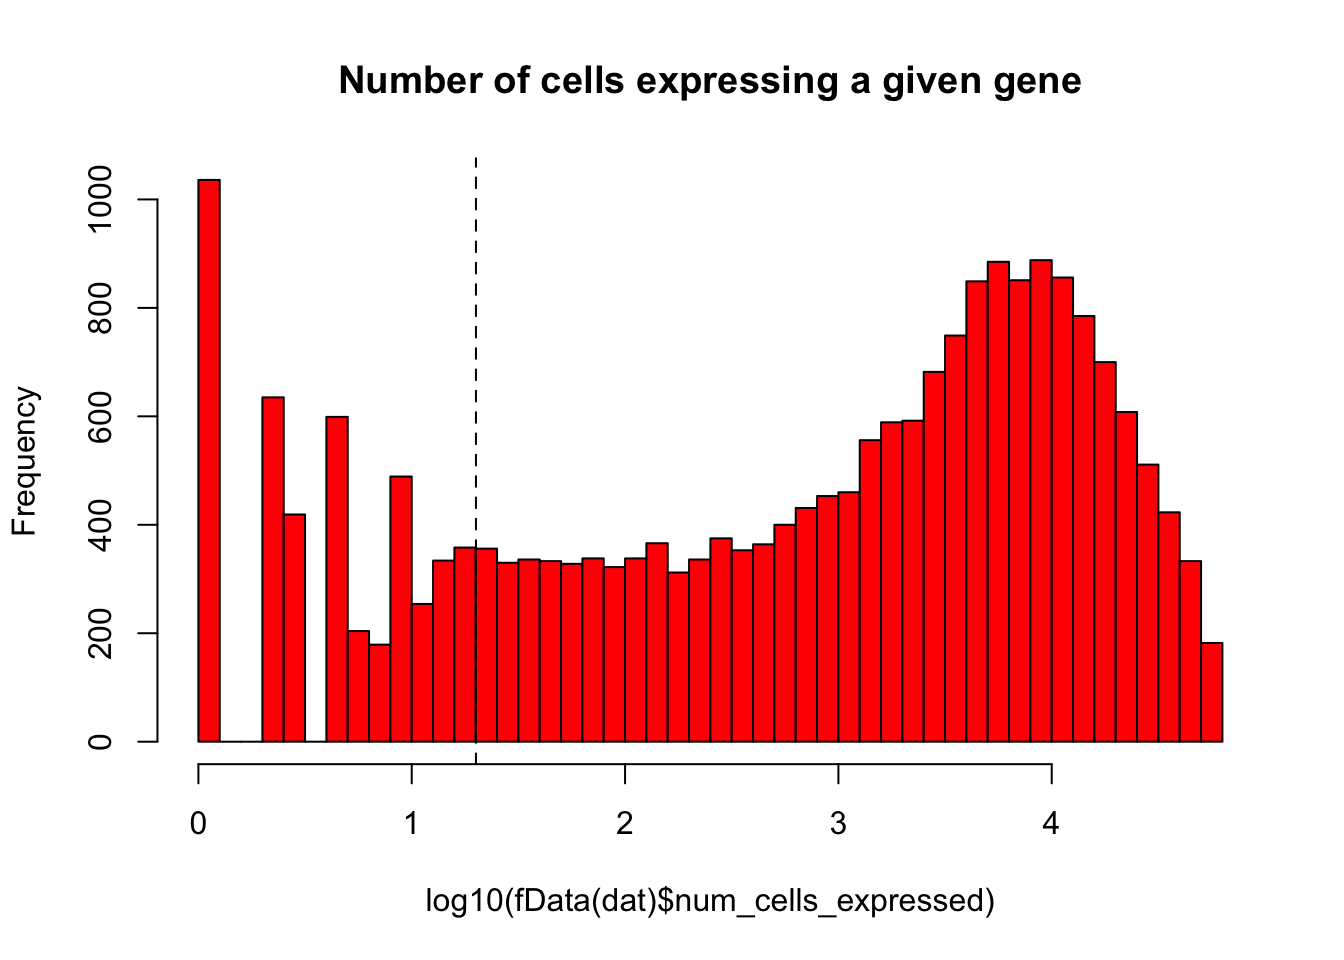 Number of cells expressing a given gene
Frequency
1000
800
600
400
200
0
0 1 2 3 4
log10(fData(dat)$num_cells_expressed)